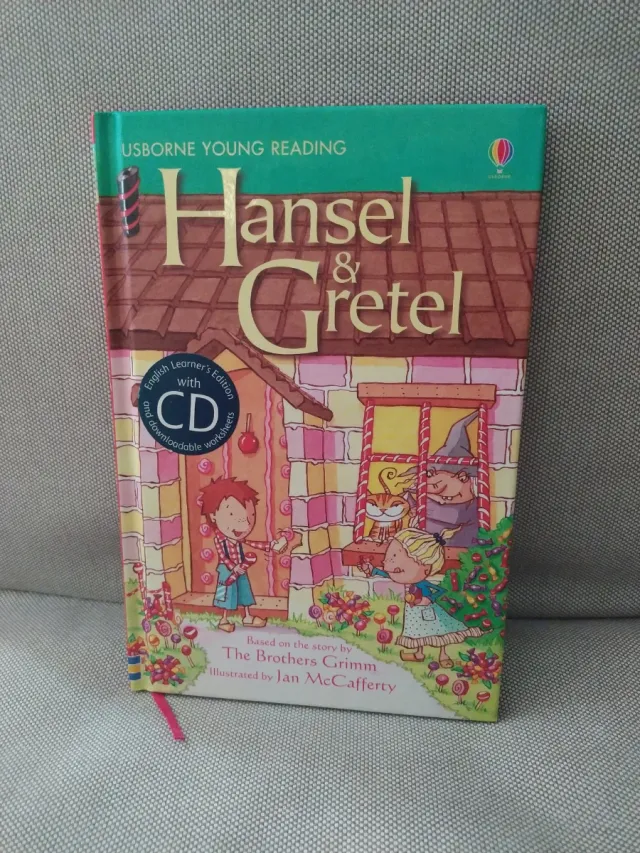 USBORNE YOUNG READING
Hansel
&
Gretel
English Learner's Edition
with
CD
and downloadable worksheets
Based on the story by
The Brothers Grimm
Illustrated by Jan McCafferty